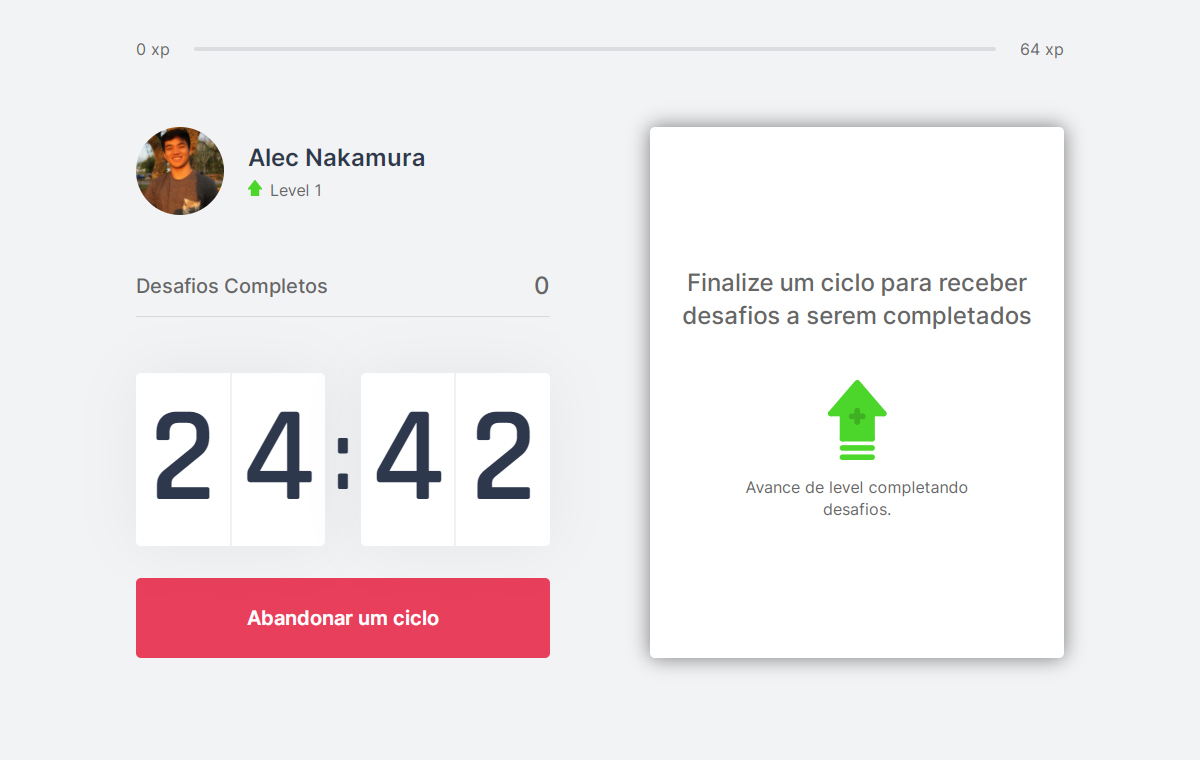 0 xp
64 xp
Alec Nakamura
Level 1
Desafios Completos
0
24:42
Abandonar um ciclo
Finalize um ciclo para receber
desafios a serem completados
Avance de level completando
desafios.